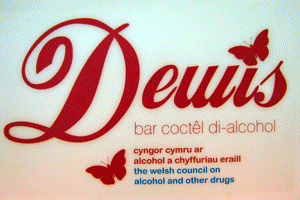 Dewis
bar coctêl di-alcohol
cyngor cymru ar
alcohol a chyffuriau eraill
the welsh council on
alcohol and other drugs